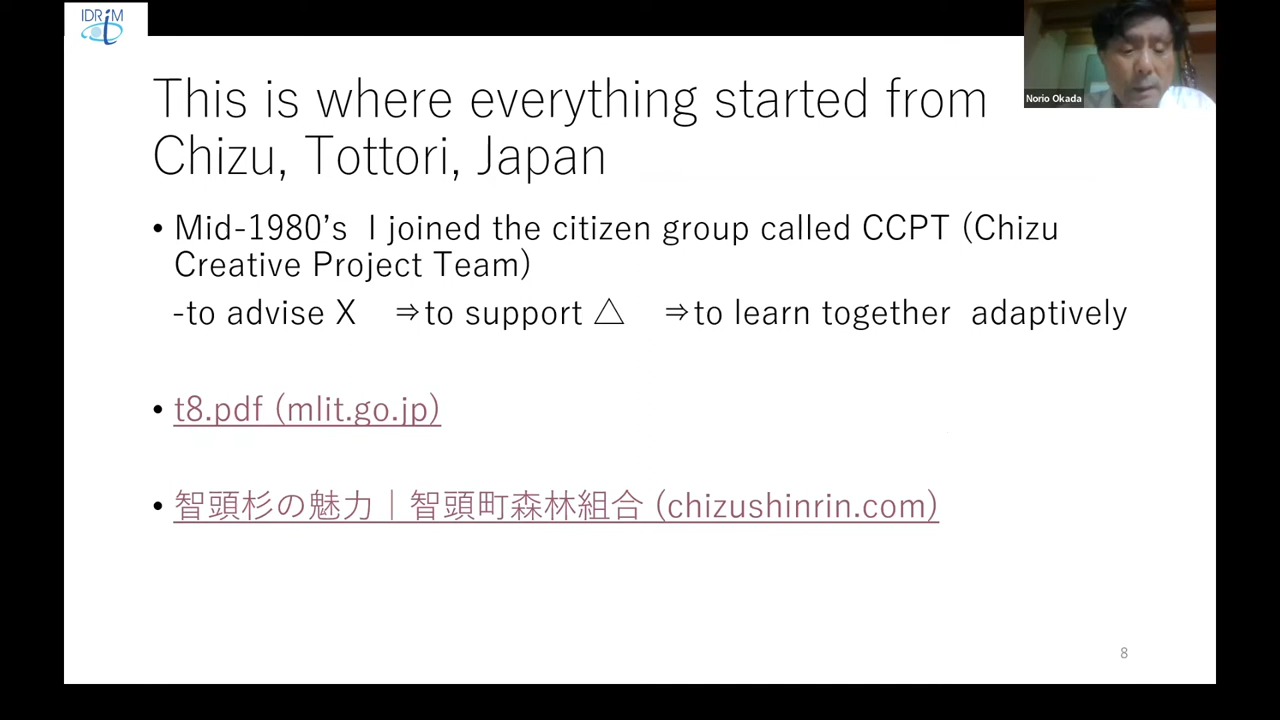 IDRiM
Norio Okada
This is where everything started from
Chizu, Tottori, Japan
• Mid-1980’s I joined the citizen group called CCPT (Chizu
Creative Project Team)
-to advise X ⇒to support △ ⇒to learn together adaptively
• t8.pdf (mlit.go.jp)
• 智頭杉の魅力｜智頭町森林組合 (chizushinrin.com)
8